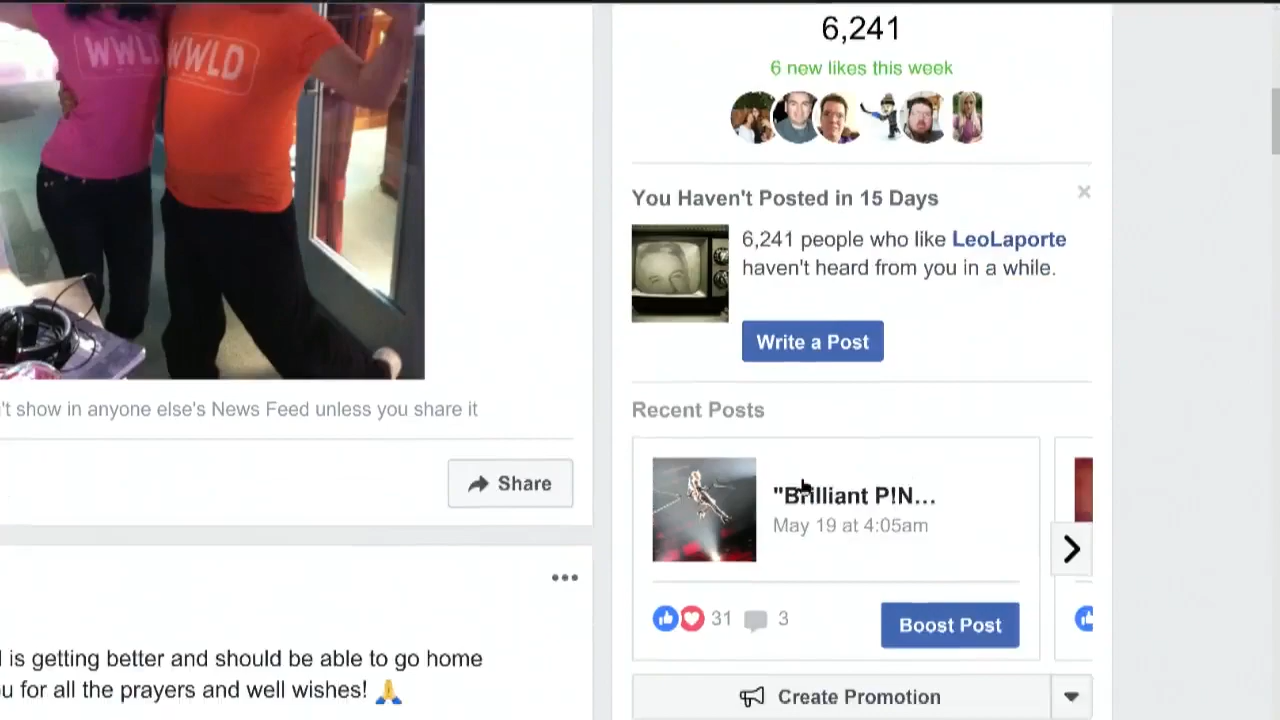 WWLD
6,241
6 new likes this week
You Haven't Posted in 15 Days
×
6,241 people who like LeoLaporte
haven't heard from you in a while.
Write a Post
't show in anyone else's News Feed unless you share it
Recent Posts
Share
"Brilliant P!N...
May 19 at 4:05am
31
3
Boost Post
is getting better and should be able to go home
u for all the prayers and well wishes! 🙏
Create Promotion